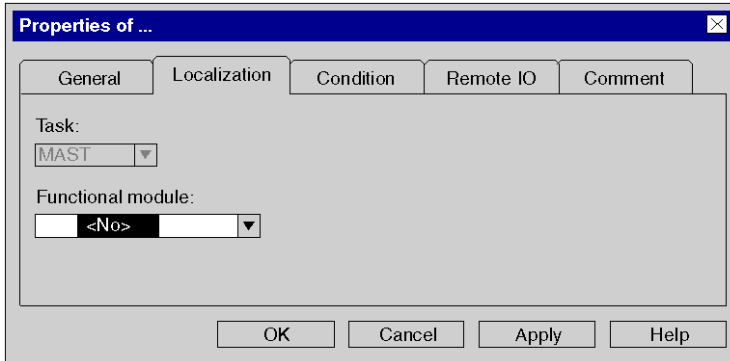 Properties of ...
General Localization Condition Remote IO Comment
Task:
MAST
Functional module:
<No>
OK Cancel Apply Help